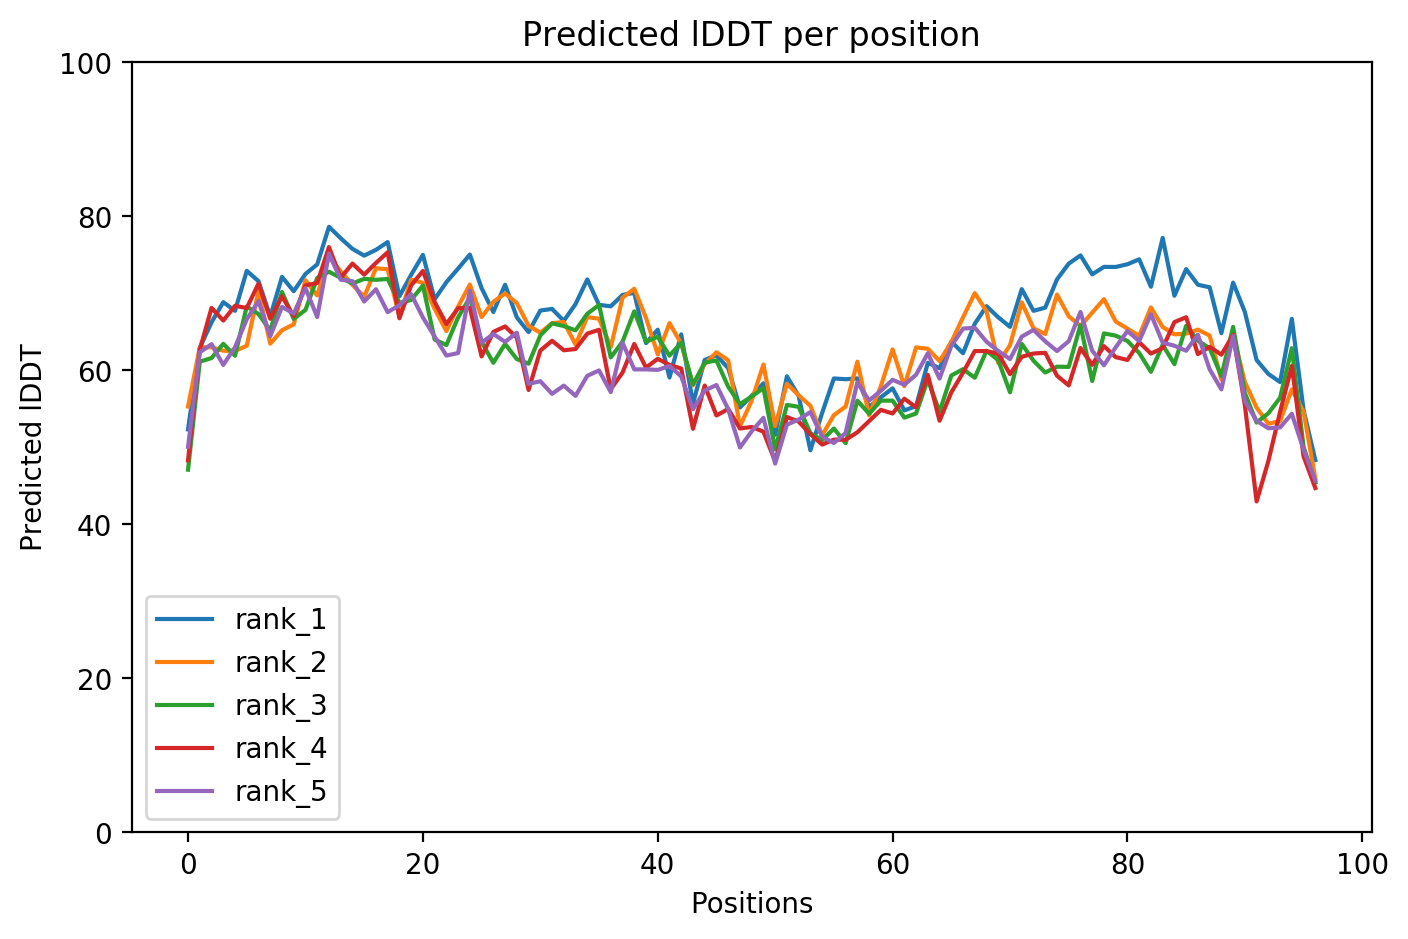 Predicted lDDT per position
Predicted lDDT
100
80
60
40
20
0
rank_1
rank_2
rank_3
rank_4
rank_5
0 20 40 60 80 100
Positions